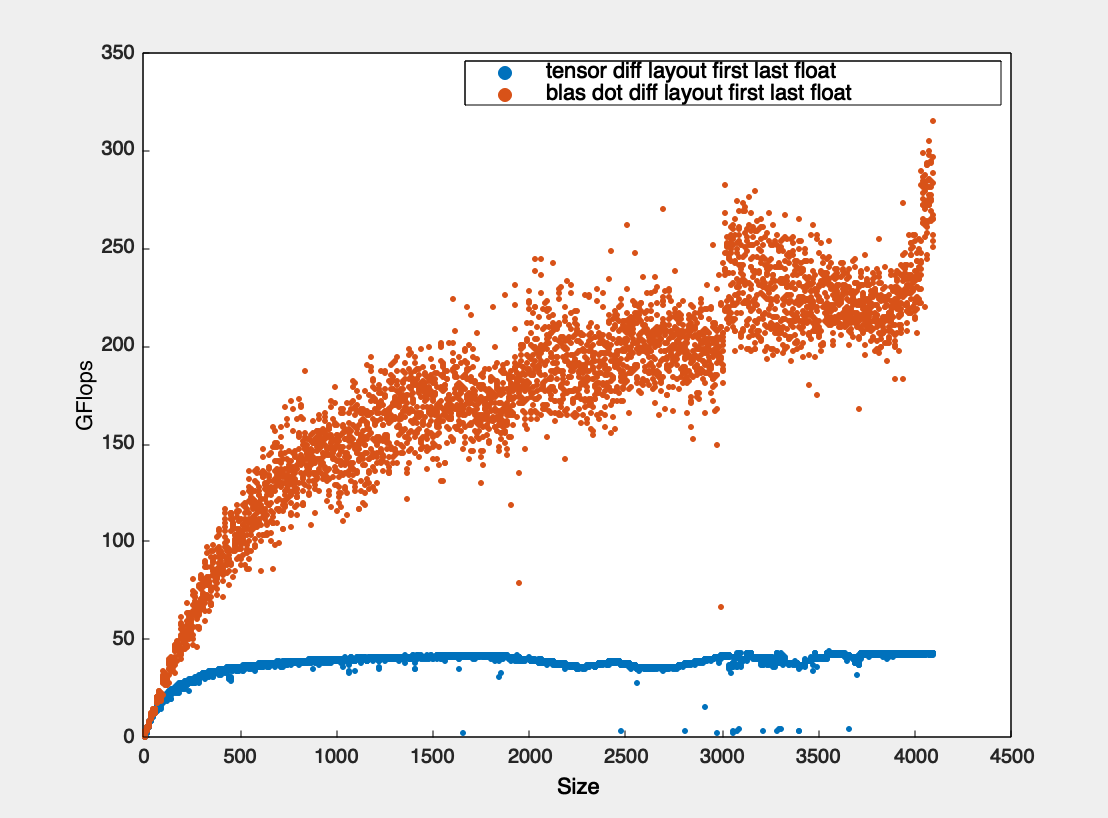 350
300
250
200
150
100
50
0
GFlops
tensor diff layout first last float
blas dot diff layout first last float
0 500 1000 1500 2000 2500 3000 3500 4000 4500
Size